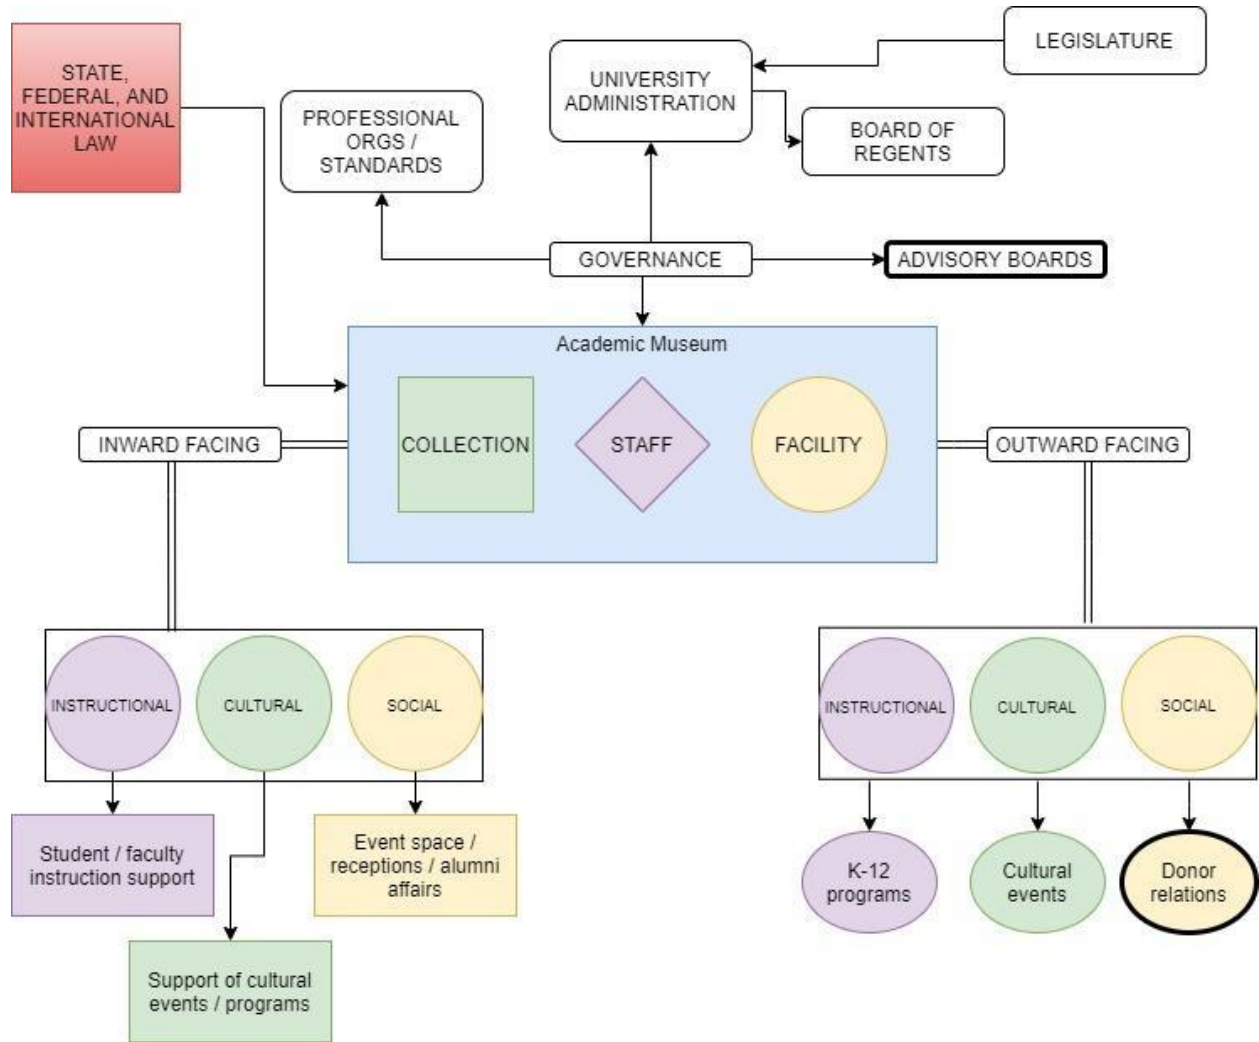 STATE,
FEDERAL, AND
INTERNATIONAL
LAW
PROFESSIONAL
ORGS /
STANDARDS
UNIVERSITY
ADMINISTRATION
LEGISLATURE
BOARD OF
REGENTS
GOVERNANCE
ADVISORY BOARDS
Academic Museum
COLLECTION
STAFF
FACILITY
INWARD FACING
OUTWARD FACING
INSTRUCTIONAL
CULTURAL
SOCIAL
Student / faculty
instruction support
Event space /
receptions / alumni
affairs
Support of cultural
events / programs
INSTRUCTIONAL
CULTURAL
SOCIAL
K-12
programs
Cultural
events
Donor
relations